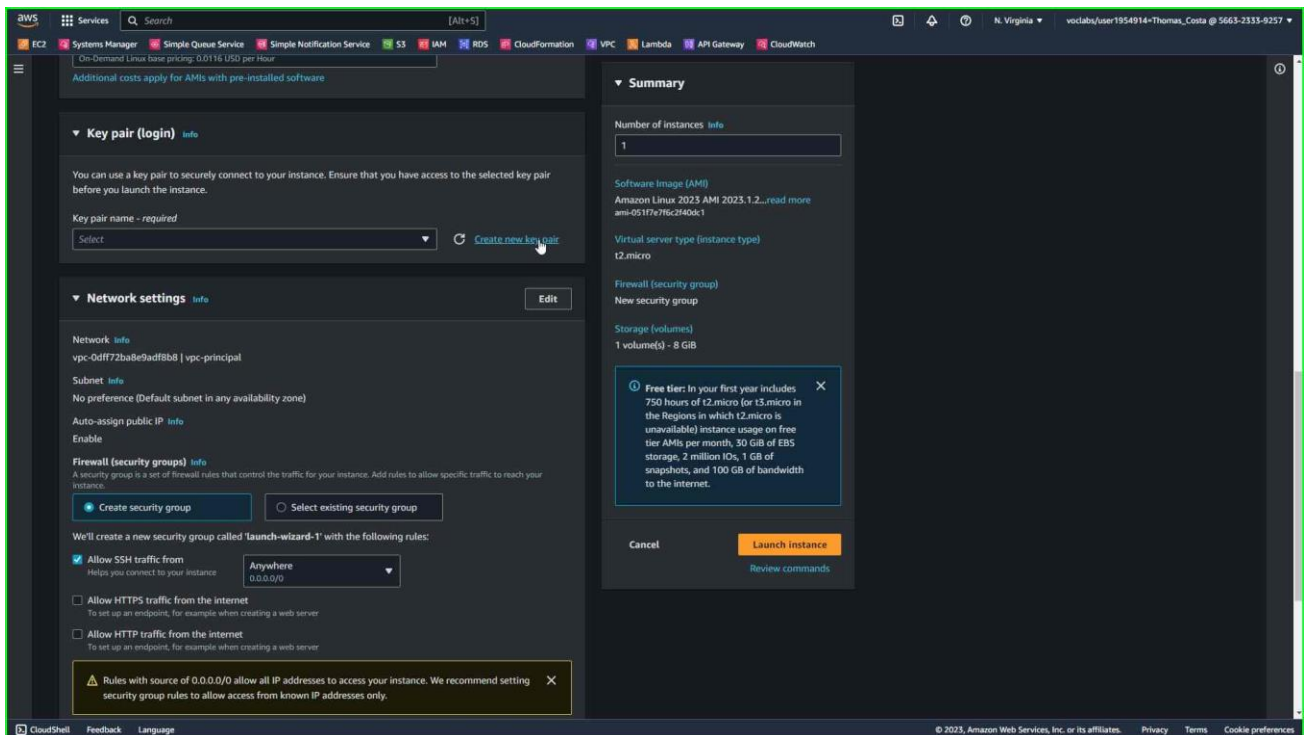 aws Services Search [Alt+S] N. Virginia voclabs/user1954914=Thomas_Costa @ 5663-2333-9257
EC2 Systems Manager Simple Queue Service Simple Notification Service S3 IAM RDS CloudFormation VPC Lambda API Gateway CloudWatch
On-Demand Linux base pricing: 0.0116 USD per Hour
Additional costs apply for AMIs with pre-installed software
Key pair (login) Info
You can use a key pair to securely connect to your instance. Ensure that you have access to the selected key pair
before you launch the instance.
Key pair name - required
Select
Create new key pair
Network settings Info
Edit
Network Info
vpc-0dff72ba8e9adf8b8 | vpc-principal
Subnet Info
No preference (Default subnet in any availability zone)
Auto-assign public IP Info
Enable
Firewall (security groups) Info
A security group is a set of firewall rules that control the traffic for your instance. Add rules to allow specific traffic to reach your
instance.
Create security group
Select existing security group
We'll create a new security group called 'launch-wizard-1' with the following rules:
Allow SSH traffic from
Helps you connect to your instance
Anywhere
0.0.0.0/0
Allow HTTPS traffic from the internet
To set up an endpoint, for example when creating a web server
Allow HTTP traffic from the internet
To set up an endpoint, for example when creating a web server
Rules with source of 0.0.0.0/0 allow all IP addresses to access your instance. We recommend setting
security group rules to allow access from known IP addresses only.
Summary
Number of instances Info
1
Software Image (AMI)
Amazon Linux 2023 AMI 2023.1.2...read more
ami-051f7e7f6c2f40dc1
Virtual server type (instance type)
t2.micro
Firewall (security group)
New security group
Storage (volumes)
1 volume(s) - 8 GiB
Free tier: In your first year includes
750 hours of t2.micro (or t3.micro in
the Regions in which t2.micro is
unavailable) instance usage on free
tier AMIs per month, 30 GiB of EBS
storage, 2 million IOs, 1 GB of
snapshots, and 100 GB of bandwidth
to the internet.
Cancel
Launch instance
Review commands
CloudShell Feedback Language © 2023, Amazon Web Services, Inc. or its affiliates. Privacy Terms Cookie preferences